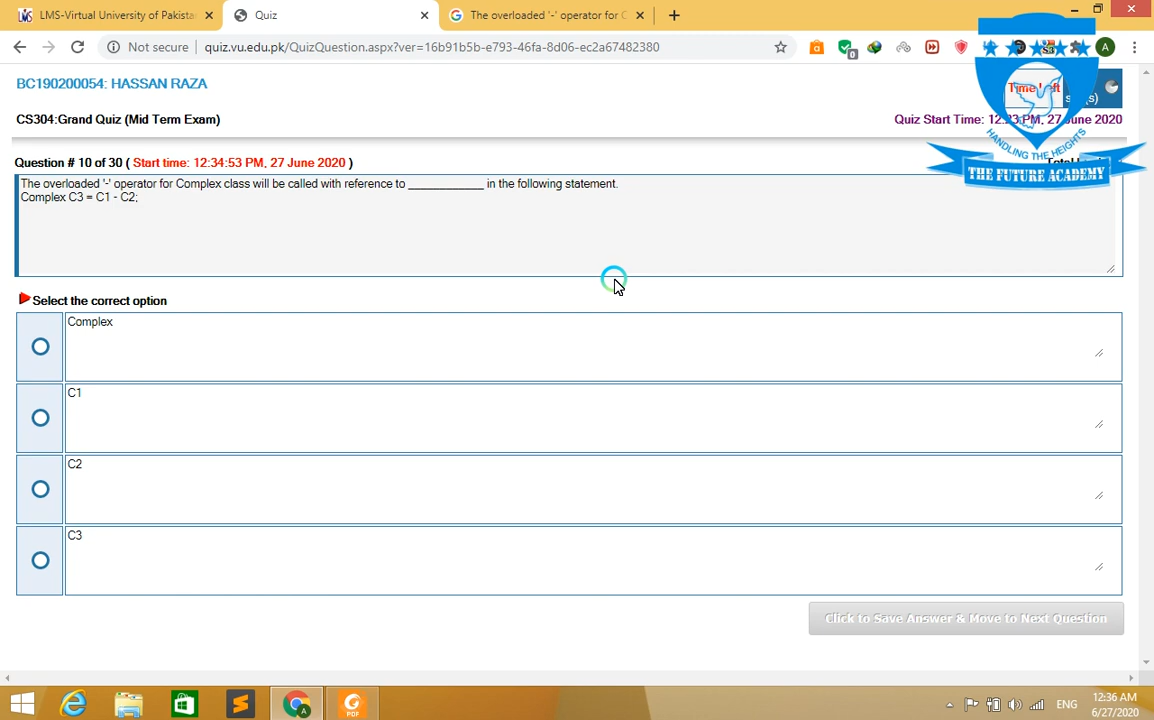 LMS-Virtual University of Pakista
Quiz
The overloaded '-' operator for C
Not secure
quiz.vu.edu.pk/QuizQuestion.aspx?ver=16b91b5b-e793-46fa-8d06-ec2a67482380
A
BC190200054: HASSAN RAZA
Time Left
CS304:Grand Quiz (Mid Term Exam)
Quiz Start Time: 12:23 PM, 27 June 2020
HANDLING THE HEIGHTS
THE FUTURE ACADEMY
Question # 10 of 30 ( Start time: 12:34:53 PM, 27 June 2020 )
The overloaded '-' operator for Complex class will be called with reference to ____________ in the following statement.
Complex C3 = C1 - C2;
Select the correct option
Complex
C1
C2
C3
Click to Save Answer & Move to Next Question
PDF
ENG
12:36 AM
6/27/2020